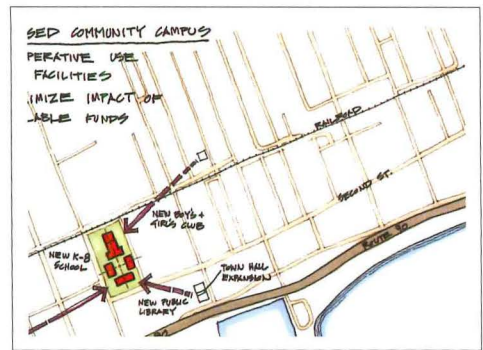 SED COMMUNITY CAMPUS
PERATIVE USE
FACILITIES
IMIZE IMPACT OF
ABLE FUNDS
RAILROAD
SECOND ST.
NEW BOYS +
GIRL'S CLUB
ROUTE 30
NEW K-8
SCHOOL
TOWN HALL
EXPANSION
NEW PUBLIC
LIBRARY